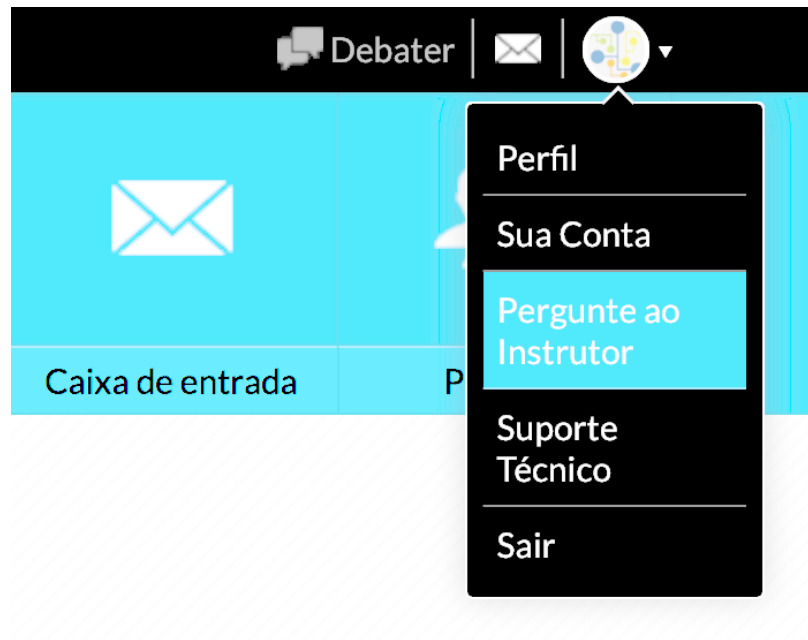 Debater
Perfil
Sua Conta
Pergunte ao
Instrutor
Caixa de entrada
P
Suporte
Técnico
Sair